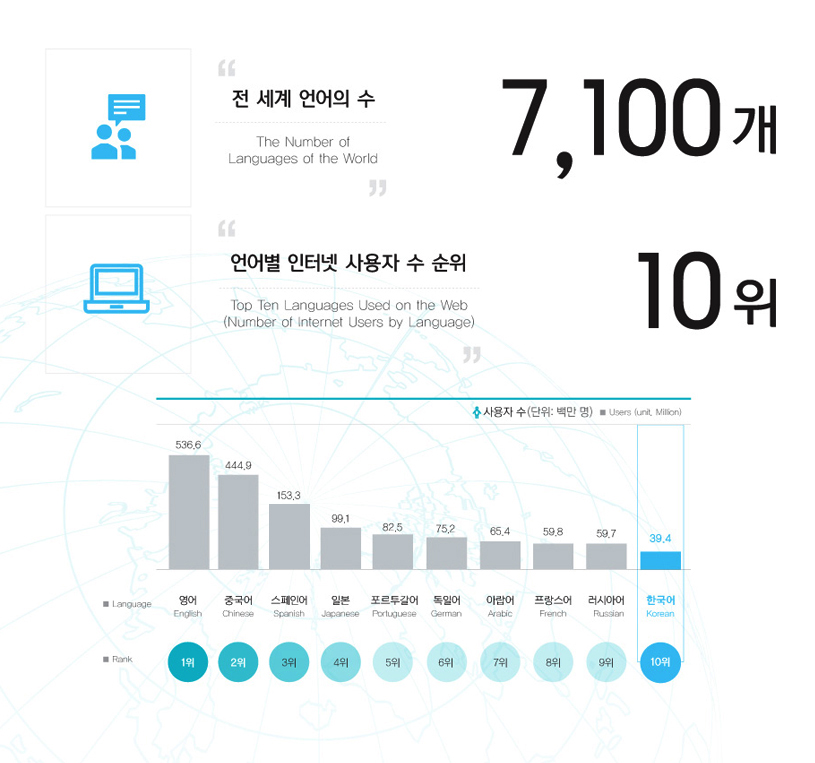 “
전 세계 언어의 수
The Number of
Languages of the World
”
7,100 개
“
언어별 인터넷 사용자 수 순위
Top Ten Languages Used on the Web
(Number of Internet Users by Language)
”
10 위
사용자 수(단위: 백만 명) ■ Users (unit, Million)
536.6 444.9 153.3 99.1 82.5 75.2 65.4 59.8 59.7 39.4
■ Language 영어 중국어 스페인어 일본 포르투갈어 독일어 아랍어 프랑스어 러시아어 한국어
English Chinese Spanish Japanese Portuguese German Arabic French Russian Korean
■ Rank 1위 2위 3위 4위 5위 6위 7위 8위 9위 10위